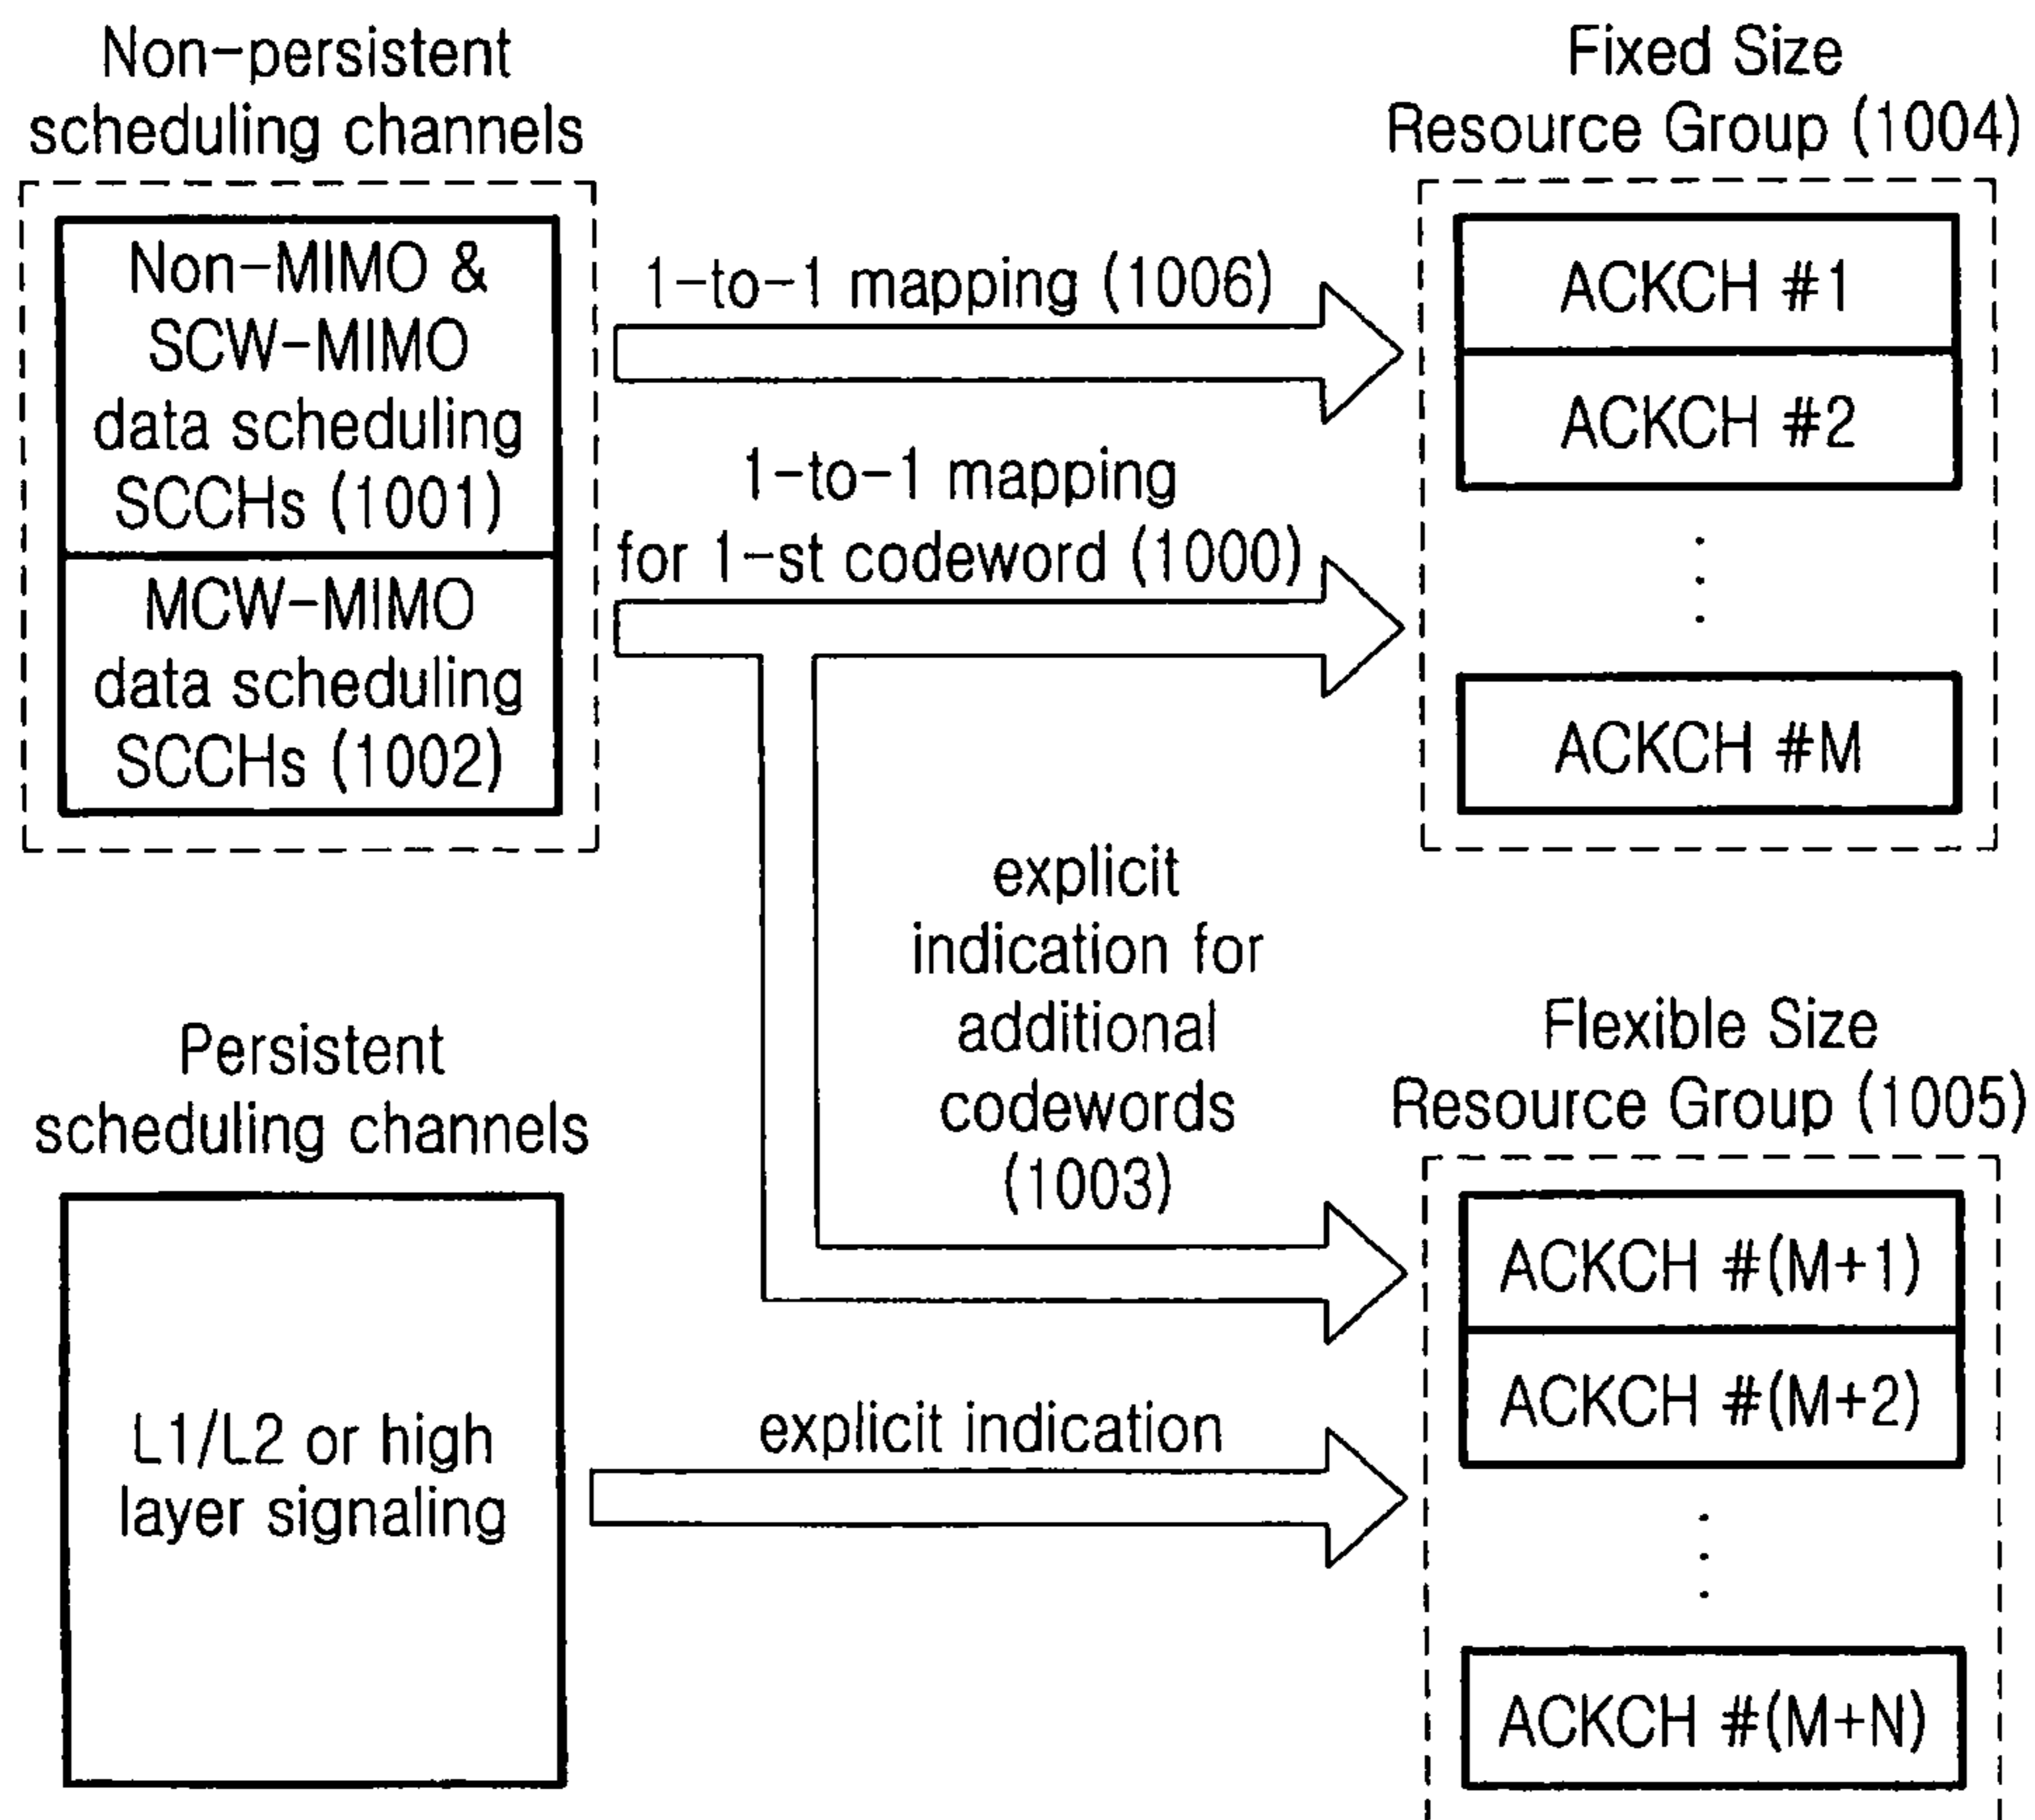 Non-persistent
scheduling channels
Non-MIMO &
SCW-MIMO
data scheduling
SCCHs (1001)
MCW-MIMO
data scheduling
SCCHs (1002)
1-to-1 mapping (1006)
1-to-1 mapping
for 1-st codeword (1000)
Fixed Size
Resource Group (1004)
ACKCH #1
ACKCH #2
ACKCH #M
explicit
indication for
additional
codewords
(1003)
Persistent
scheduling channels
L1/L2 or high
layer signaling
explicit indication
Flexible Size
Resource Group (1005)
ACKCH #(M+1)
ACKCH #(M+2)
ACKCH #(M+N)